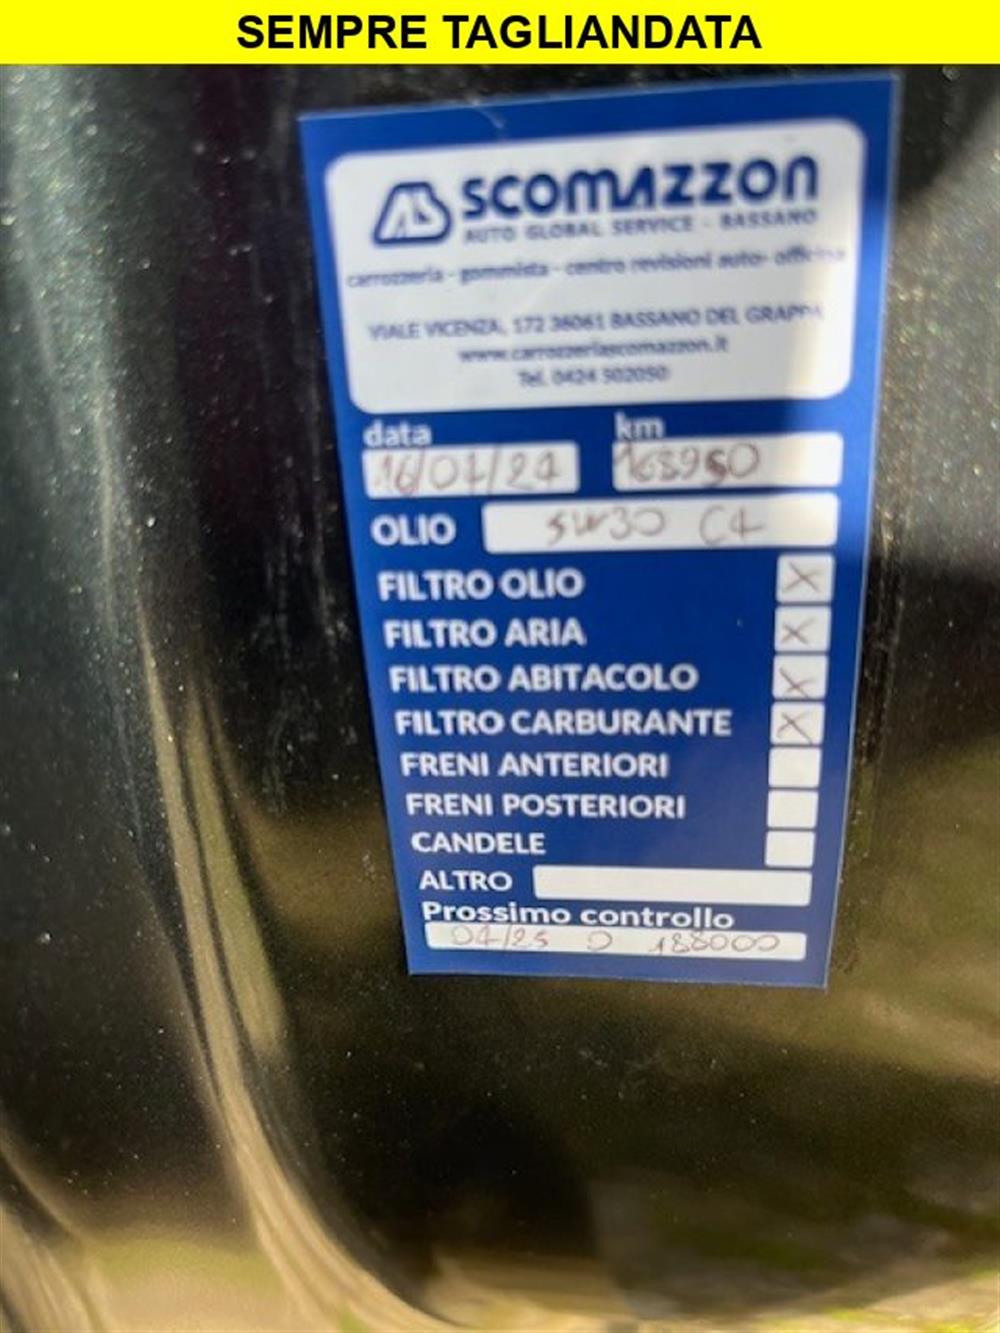 SEMPRE TAGLIANDATA
SCOMAZZON
AUTO GLOBAL SERVICE - BASSANO
carrozzeria - gommista - centro revisioni auto - officina
VIALE VICENZA, 172 36061 BASSANO DEL GRAPPA
www.carrozzeriascomazzon.it
Tel. 0424 502050
data km
16/04/24 168950
OLIO 5W30 C4
FILTRO OLIO X
FILTRO ARIA X
FILTRO ABITACOLO X
FILTRO CARBURANTE X
FRENI ANTERIORI
FRENI POSTERIORI
CANDELE
ALTRO
Prossimo controllo
04/25 O 188000